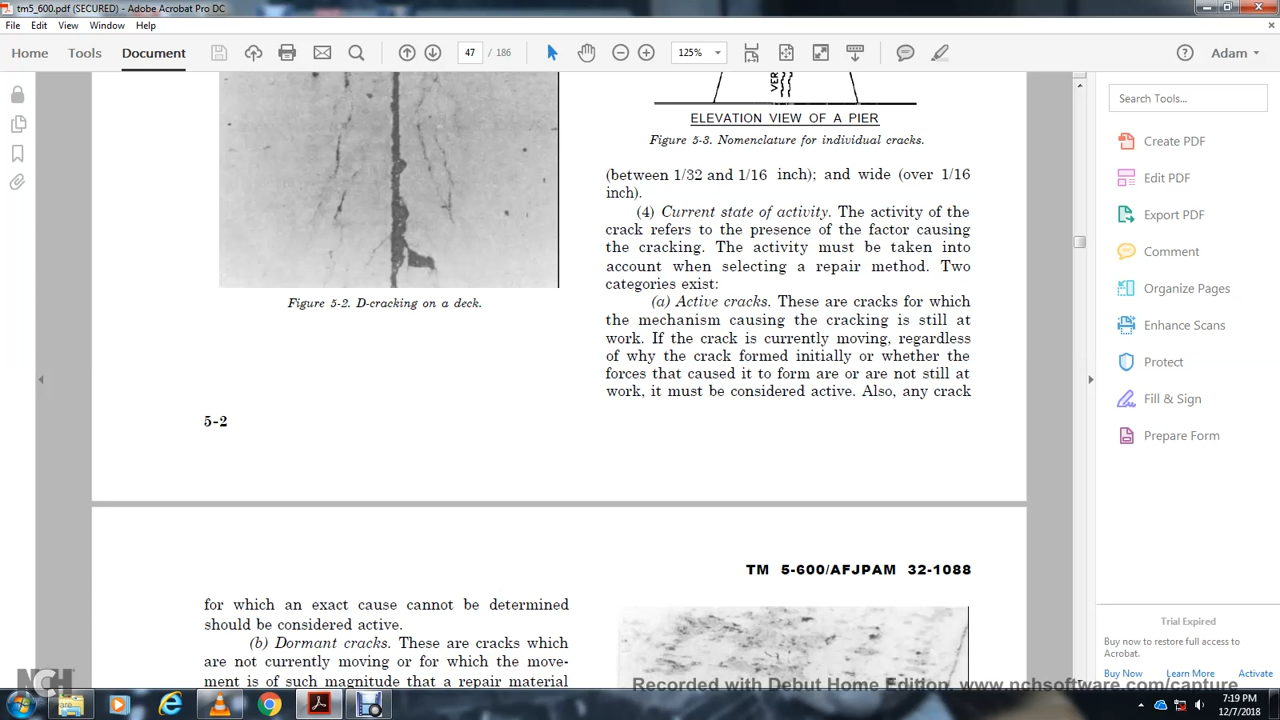 tm5_600.pdf (SECURED) - Adobe Acrobat Pro DC
File Edit View Window Help
Home Tools Document 47 / 186 125% Adam
VER
ELEVATION VIEW OF A PIER
Figure 5-3. Nomenclature for individual cracks.
Figure 5-2. D-cracking on a deck.
5-2
(between 1/32 and 1/16 inch); and wide (over 1/16
inch).
(4) Current state of activity. The activity of the
crack refers to the presence of the factor causing
the cracking. The activity must be taken into
account when selecting a repair method. Two
categories exist:
(a) Active cracks. These are cracks for which
the mechanism causing the cracking is still at
work. If the crack is currently moving, regardless
of why the crack formed initially or whether the
forces that caused it to form are or are not still at
work, it must be considered active. Also, any crack
TM 5-600/AFJPAM 32-1088
for which an exact cause cannot be determined
should be considered active.
(b) Dormant cracks. These are cracks which
are not currently moving or for which the move-
ment is of such magnitude that a repair material
Search Tools...
Create PDF
Edit PDF
Export PDF
Comment
Organize Pages
Enhance Scans
Protect
Fill & Sign
Prepare Form
Trial Expired
Buy now to restore full access to
Acrobat.
Buy Now Learn More Activate
NCH
Recorded with Debut Home Edition. www.nchsoftware.com/capture
7:19 PM
12/7/2018